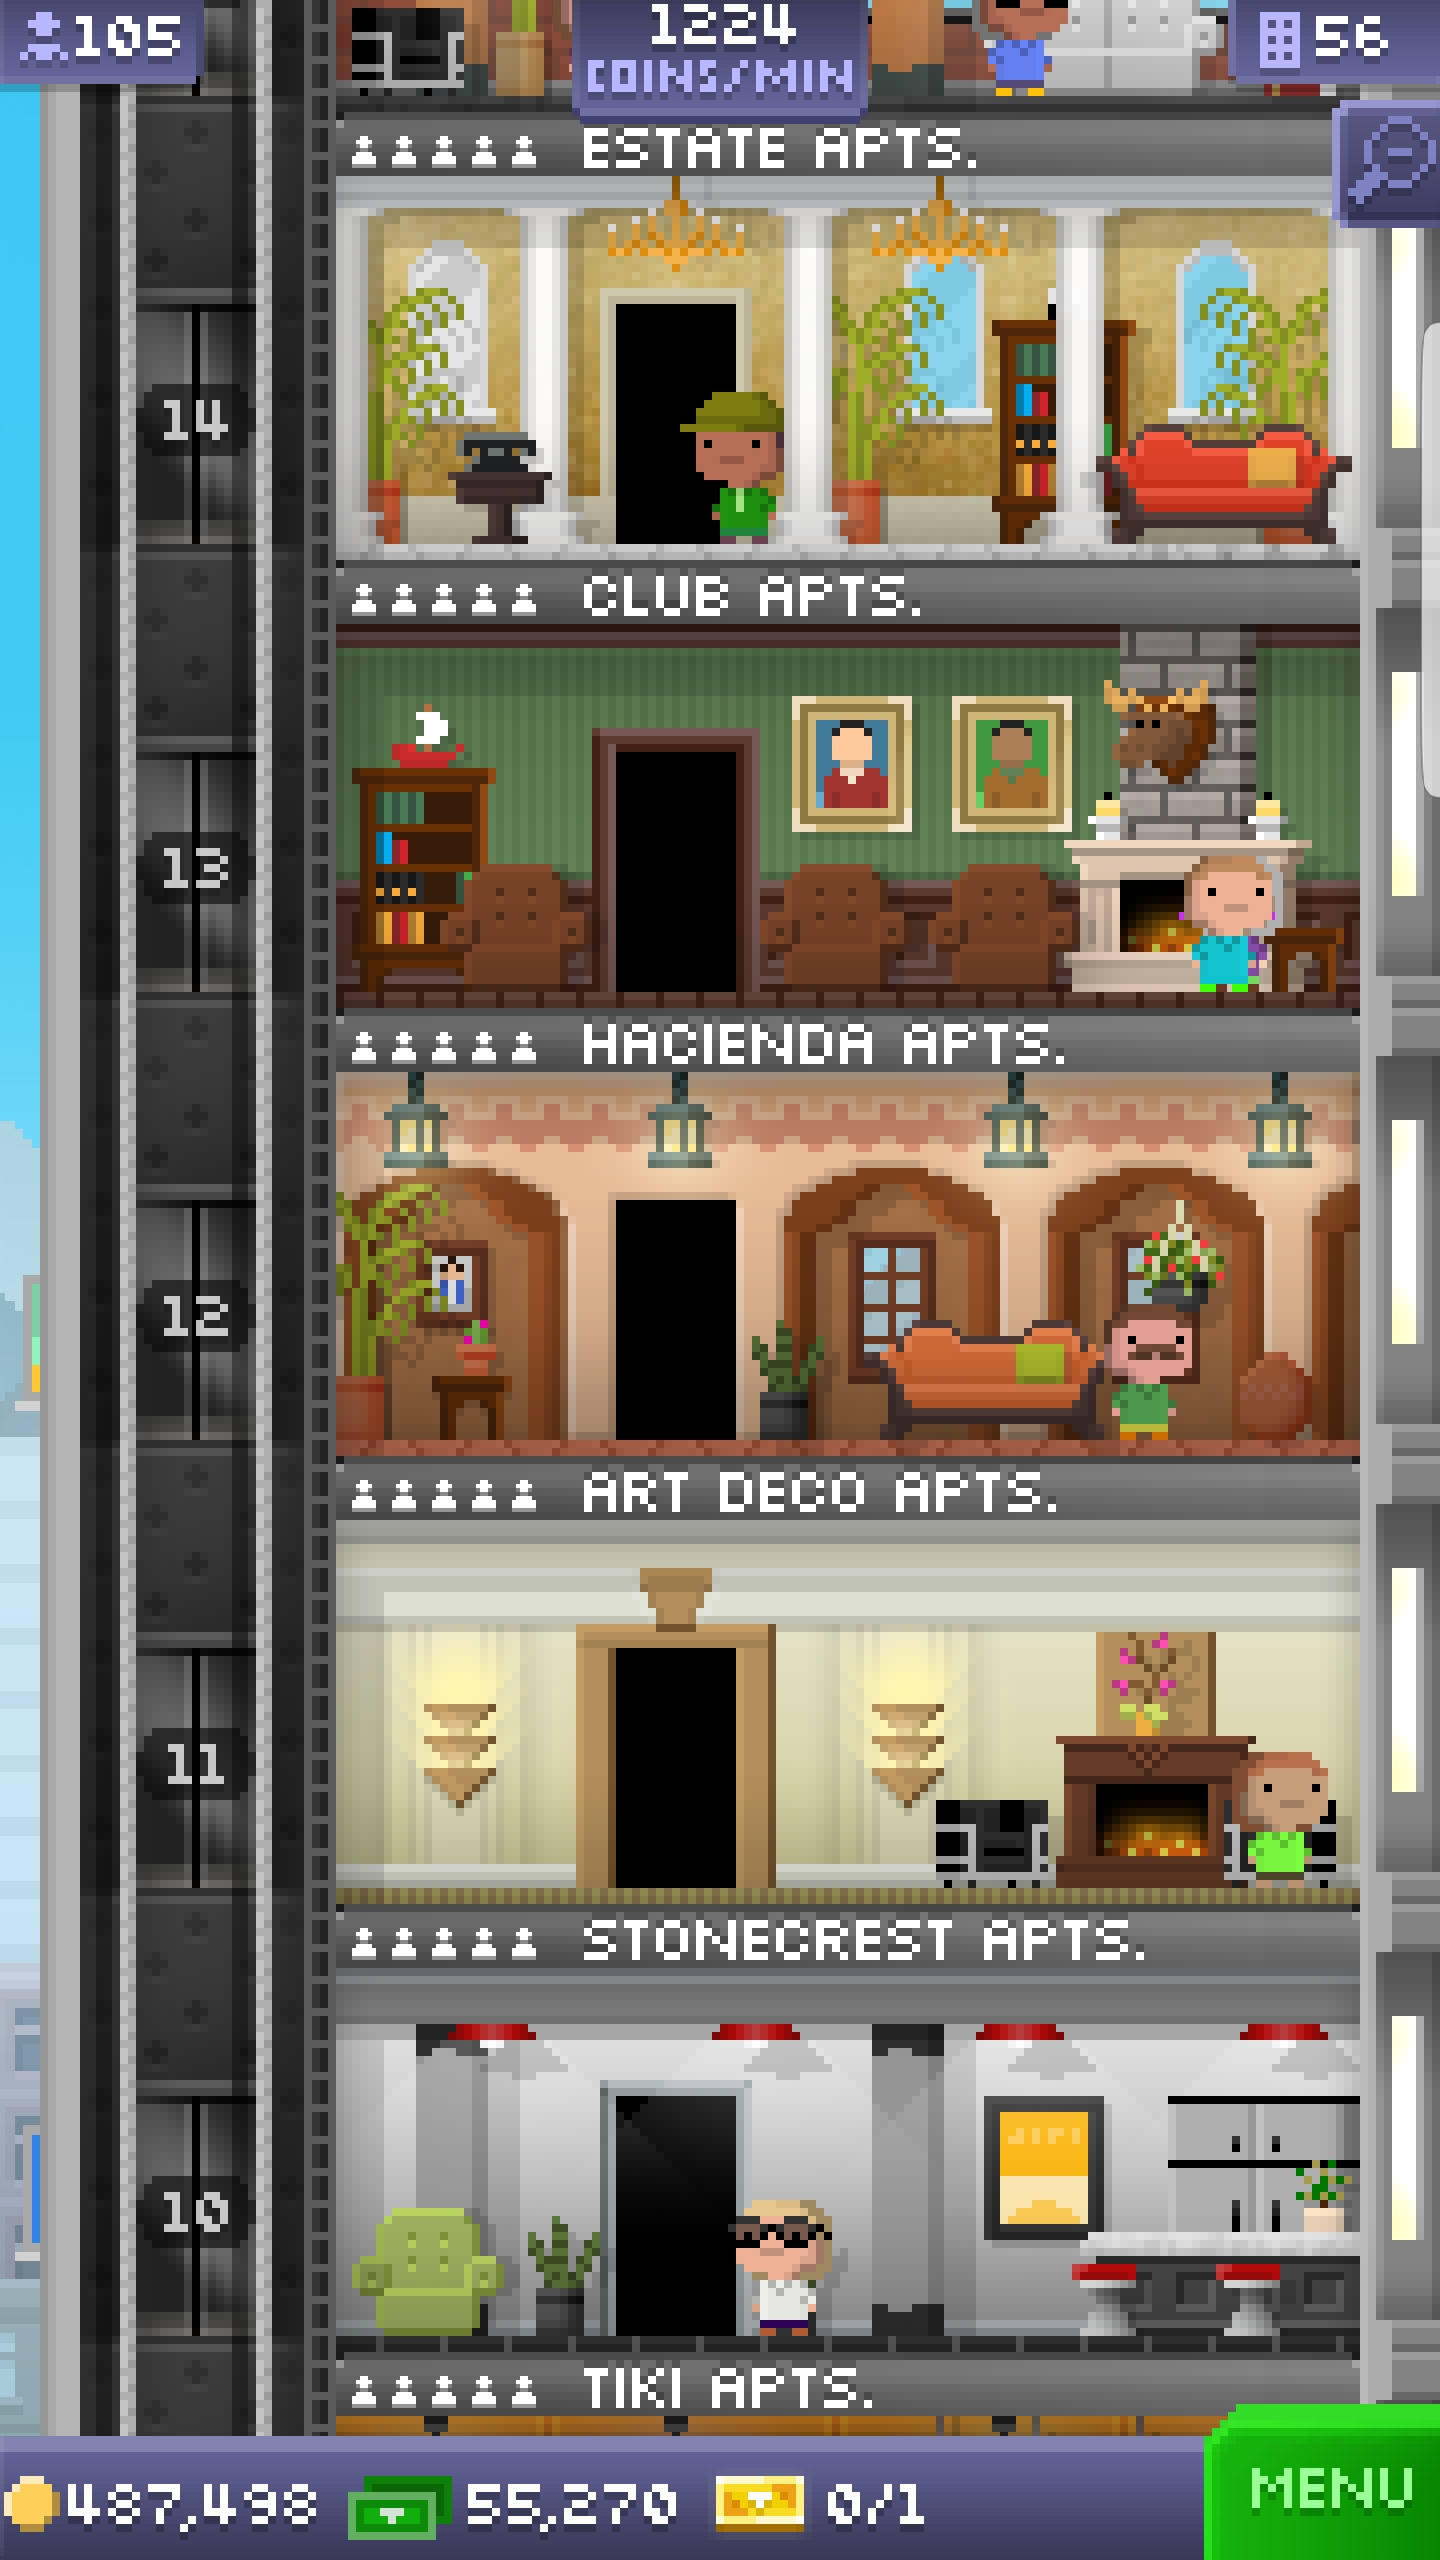 105
1224
COINS/MIN
56
ESTATE APTS.
14
CLUB APTS.
13
HACIENDA APTS.
12
ART DECO APTS.
11
STONECREST APTS.
10
TIKI APTS.
487,498
55,270
0/1
MENU